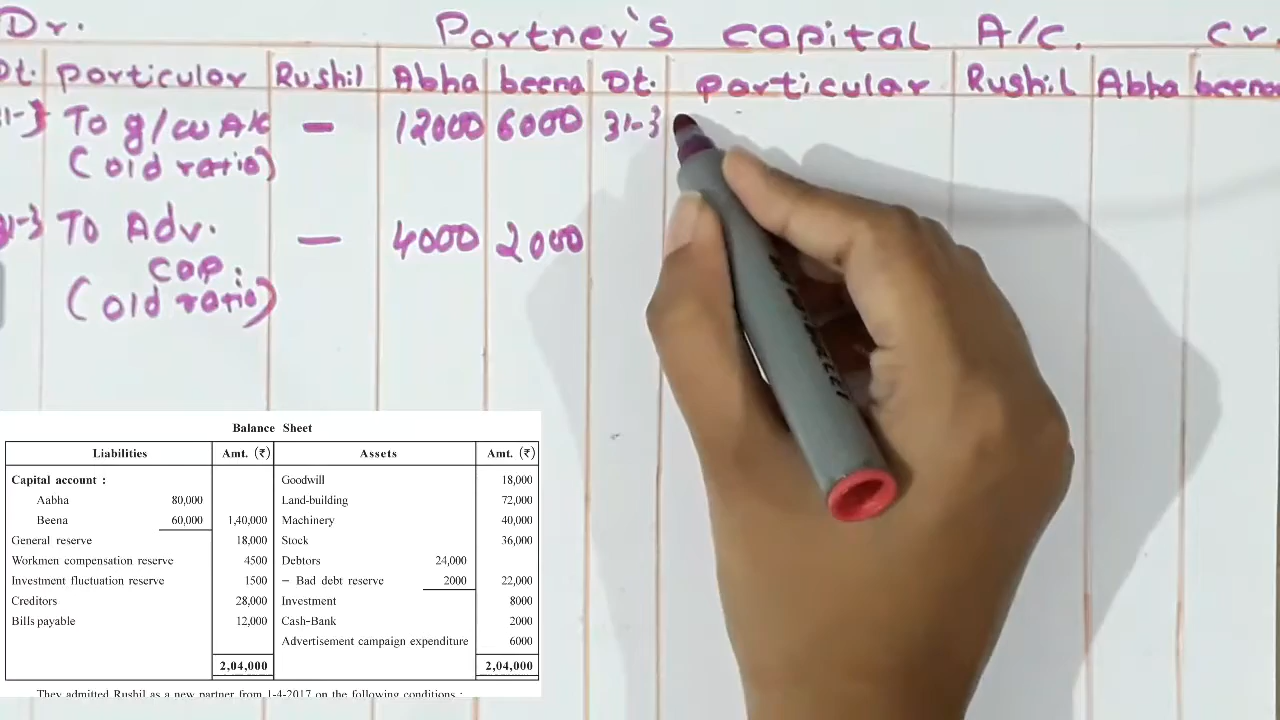 Dr. Partner's capital A/c. cr.
Dt. particular Rushil Abha beena Dt. particular Rushil Abha beena
31-3 To g/w A/c — 12000 6000 31-3
(old ratio)
31-3 To Adv. — 4000 2000
cap.
(old ratio)
Balance Sheet
Liabilities Amt. (₹) Assets Amt. (₹)
Capital account : Goodwill 18,000
Aabha 80,000 Land-building 72,000
Beena 60,000 1,40,000 Machinery 40,000
General reserve 18,000 Stock 36,000
Workmen compensation reserve 4500 Debtors 24,000
Investment fluctuation reserve 1500 – Bad debt reserve 2000 22,000
Creditors 28,000 Investment 8000
Bills payable 12,000 Cash-Bank 2000
Advertisement campaign expenditure 6000
2,04,000 2,04,000
They admitted Rushil as a new partner from 1-4-2017 on the following conditions :